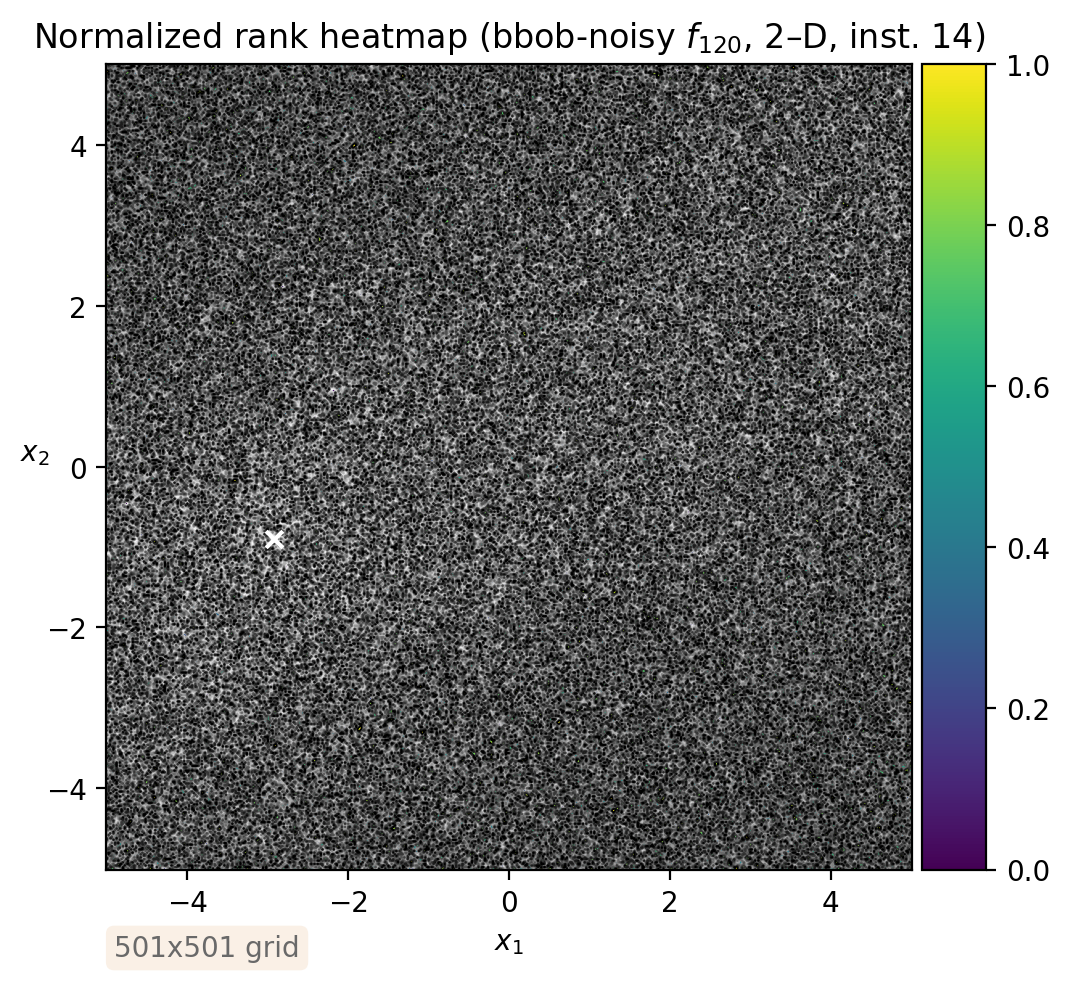 Normalized rank heatmap (bbob-noisy f₁₂₀, 2–D, inst. 14)
1.0
0.8
0.6
0.4
0.2
0.0
4
2
0
−2
−4
x₂
−4 −2 0 2 4
x₁
501x501 grid